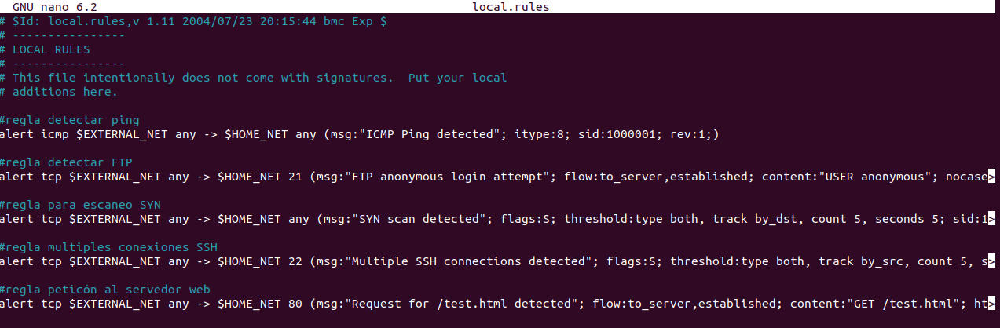 GNU nano 6.2 local.rules
# $Id: local.rules,v 1.11 2004/07/23 20:15:44 bmc Exp $
# ----------------
# LOCAL RULES
# ----------------
# This file intentionally does not come with signatures.  Put your local
# additions here.
#regla detectar ping
alert icmp $EXTERNAL_NET any -> $HOME_NET any (msg:"ICMP Ping detected"; itype:8; sid:1000001; rev:1;)
#regla detectar FTP
alert tcp $EXTERNAL_NET any -> $HOME_NET 21 (msg:"FTP anonymous login attempt"; flow:to_server,established; content:"USER anonymous"; nocase>
#regla para escaneo SYN
alert tcp $EXTERNAL_NET any -> $HOME_NET any (msg:"SYN scan detected"; flags:S; threshold:type both, track by_dst, count 5, seconds 5; sid:1>
#regla multiples conexiones SSH
alert tcp $EXTERNAL_NET any -> $HOME_NET 22 (msg:"Multiple SSH connections detected"; flags:S; threshold:type both, track by_src, count 5, s>
#regla peticón al servedor web
alert tcp $EXTERNAL_NET any -> $HOME_NET 80 (msg:"Request for /test.html detected"; flow:to_server,established; content:"GET /test.html"; ht>